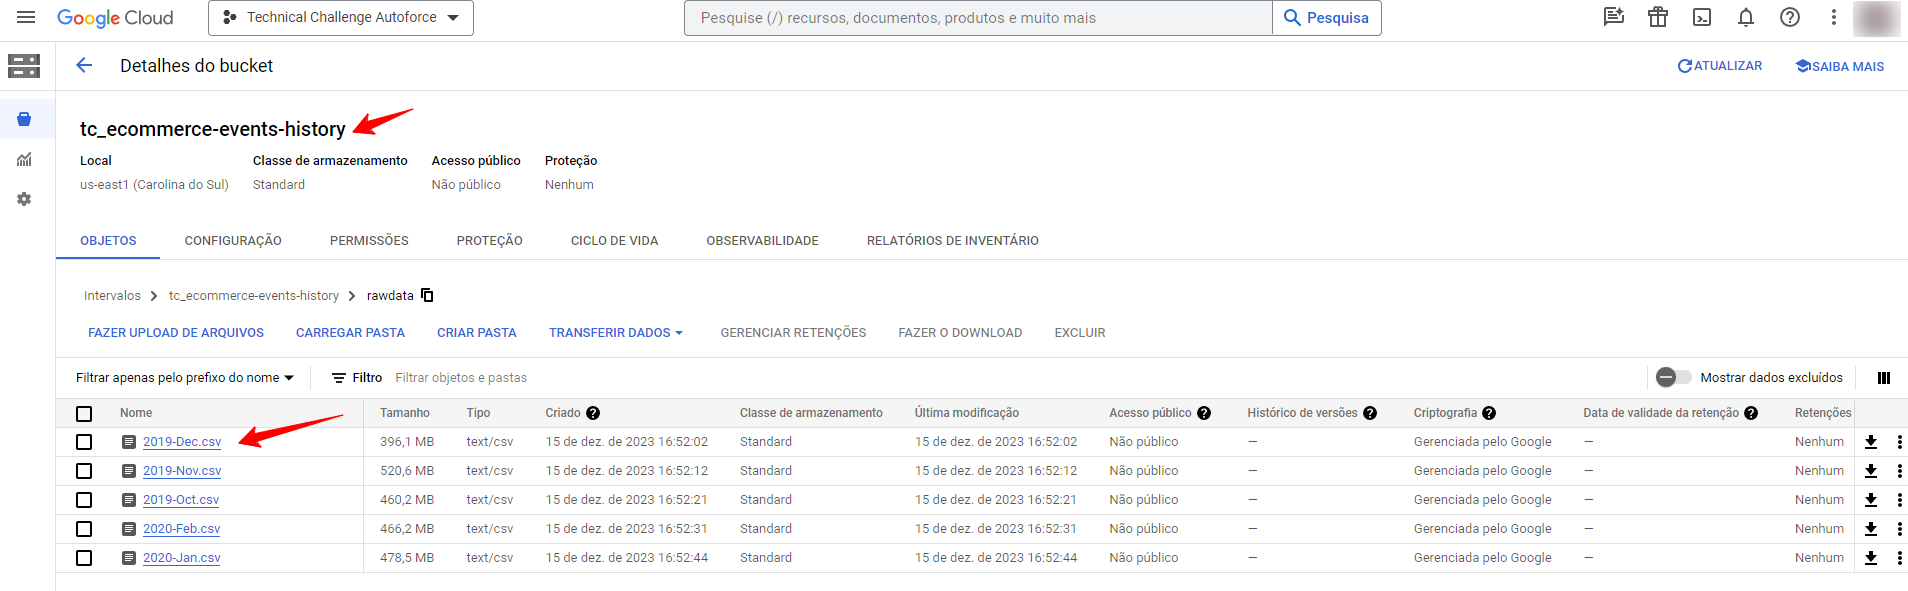 Google Cloud Technical Challenge Autoforce Pesquise (/) recursos, documentos, produtos e muito mais Pesquisa
Detalhes do bucket ATUALIZAR SAIBA MAIS
tc_ecommerce-events-history
Local Classe de armazenamento Acesso público Proteção
us-east1 (Carolina do Sul) Standard Não público Nenhum
OBJETOS CONFIGURAÇÃO PERMISSÕES PROTEÇÃO CICLO DE VIDA OBSERVABILIDADE RELATÓRIOS DE INVENTÁRIO
Intervalos > tc_ecommerce-events-history > rawdata
FAZER UPLOAD DE ARQUIVOS CARREGAR PASTA CRIAR PASTA TRANSFERIR DADOS GERENCIAR RETENÇÕES FAZER O DOWNLOAD EXCLUIR
Filtrar apenas pelo prefixo do nome Filtro Filtrar objetos e pastas Mostrar dados excluídos
Nome Tamanho Tipo Criado Classe de armazenamento Última modificação Acesso público Histórico de versões Criptografia Data de validade da retenção Retenções
2019-Dec.csv 396,1 MB text/csv 15 de dez. de 2023 16:52:02 Standard 15 de dez. de 2023 16:52:02 Não público — Gerenciada pelo Google — Nenhum
2019-Nov.csv 520,6 MB text/csv 15 de dez. de 2023 16:52:12 Standard 15 de dez. de 2023 16:52:12 Não público — Gerenciada pelo Google — Nenhum
2019-Oct.csv 460,2 MB text/csv 15 de dez. de 2023 16:52:21 Standard 15 de dez. de 2023 16:52:21 Não público — Gerenciada pelo Google — Nenhum
2020-Feb.csv 466,2 MB text/csv 15 de dez. de 2023 16:52:31 Standard 15 de dez. de 2023 16:52:31 Não público — Gerenciada pelo Google — Nenhum
2020-Jan.csv 478,5 MB text/csv 15 de dez. de 2023 16:52:44 Standard 15 de dez. de 2023 16:52:44 Não público — Gerenciada pelo Google — Nenhum